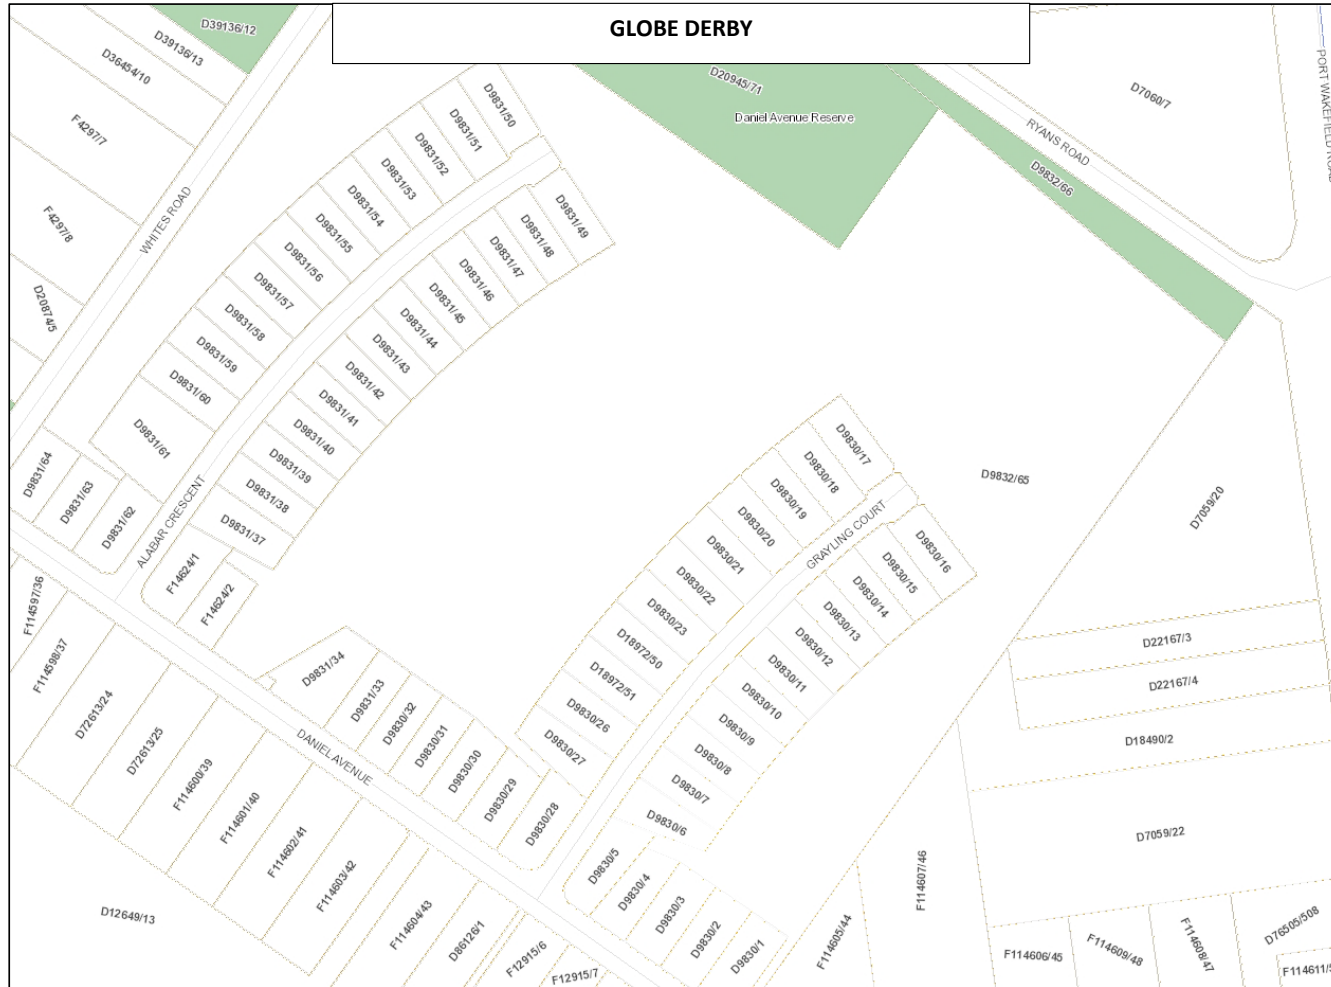 GLOBE DERBY
D39136/12
D39136/13
D36454/10
F4297/7
F4297/8
D20874/5
WHITES ROAD
D20945/71
Daniel Avenue Reserve
D7060/7
RYANS ROAD
D9832/66
PORT WAKEFIELD ROAD
D9831/50
D9831/51
D9831/52
D9831/53
D9831/54
D9831/55
D9831/56
D9831/57
D9831/58
D9831/59
D9831/60
D9831/61
D9831/49
D9831/48
D9831/47
D9831/46
D9831/45
D9831/44
D9831/43
D9831/42
D9831/41
D9831/40
D9831/39
D9831/38
D9831/37
D9831/64
D9831/63
D9831/62
ALABAR CRESCENT
F14624/1
F14624/2
D9830/17
D9830/18
D9830/19
D9830/20
D9830/21
D9830/22
D9830/23
D18972/50
D18972/51
D9830/26
D9830/27
GRAYLING COURT
D9830/16
D9830/15
D9830/14
D9830/13
D9830/12
D9830/11
D9830/10
D9830/9
D9830/8
D9830/7
D9830/6
D9832/65
D7059/20
D22167/3
D22167/4
D18490/2
D7059/22
F114597/36
F114598/37
D72613/24
D72613/25
F114600/39
F114601/40
F114602/41
F114603/42
F114604/43
D86126/1
F12915/6
F12915/7
D12649/13
DANIEL AVENUE
D9831/34
D9831/33
D9830/32
D9830/31
D9830/30
D9830/29
D9830/28
D9830/5
D9830/4
D9830/3
D9830/2
D9830/1
F114605/44
F114607/46
F114606/45
F114609/48
F114608/47
D76505/508